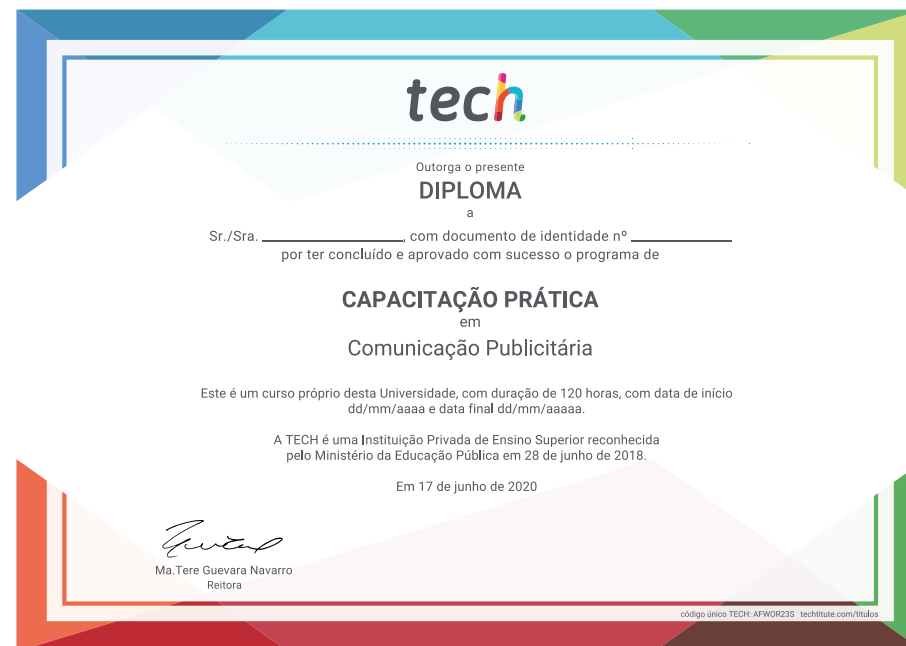 tech
Outorga o presente
DIPLOMA
a
Sr./Sra. ____________________, com documento de identidade nº ______________
por ter concluído e aprovado com sucesso o programa de
CAPACITAÇÃO PRÁTICA
em
Comunicação Publicitária
Este é um curso próprio desta Universidade, com duração de 120 horas, com data de início
dd/mm/aaaa e data final dd/mm/aaaaa.
A TECH é uma Instituição Privada de Ensino Superior reconhecida
pelo Ministério da Educação Pública em 28 de junho de 2018.
Em 17 de junho de 2020
Ma.Tere Guevara Navarro
Reitora
código único TECH: AFWOR23S techtitute.com/titulos